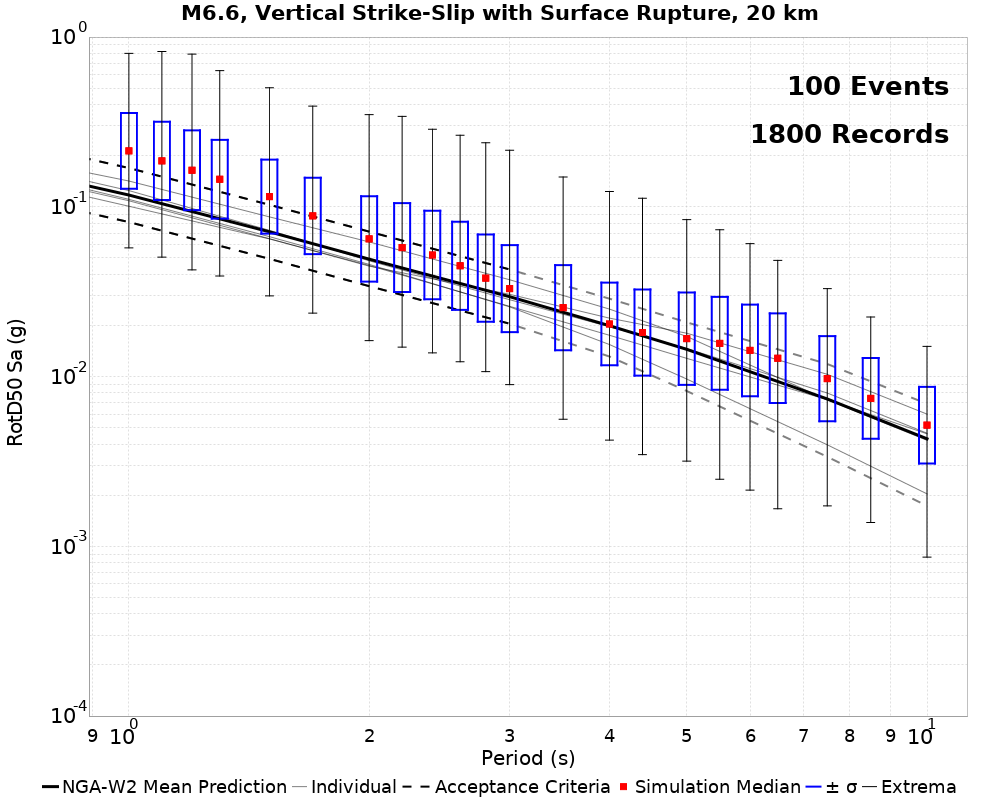 M6.6, Vertical Strike-Slip with Surface Rupture, 20 km
100 Events
1800 Records
RotD50 Sa (g)
10^0
10^-1
10^-2
10^-3
10^-4
9 10^0 2 3 4 5 6 7 8 9 10^1
Period (s)
NGA-W2 Mean Prediction Individual Acceptance Criteria Simulation Median ± σ Extrema